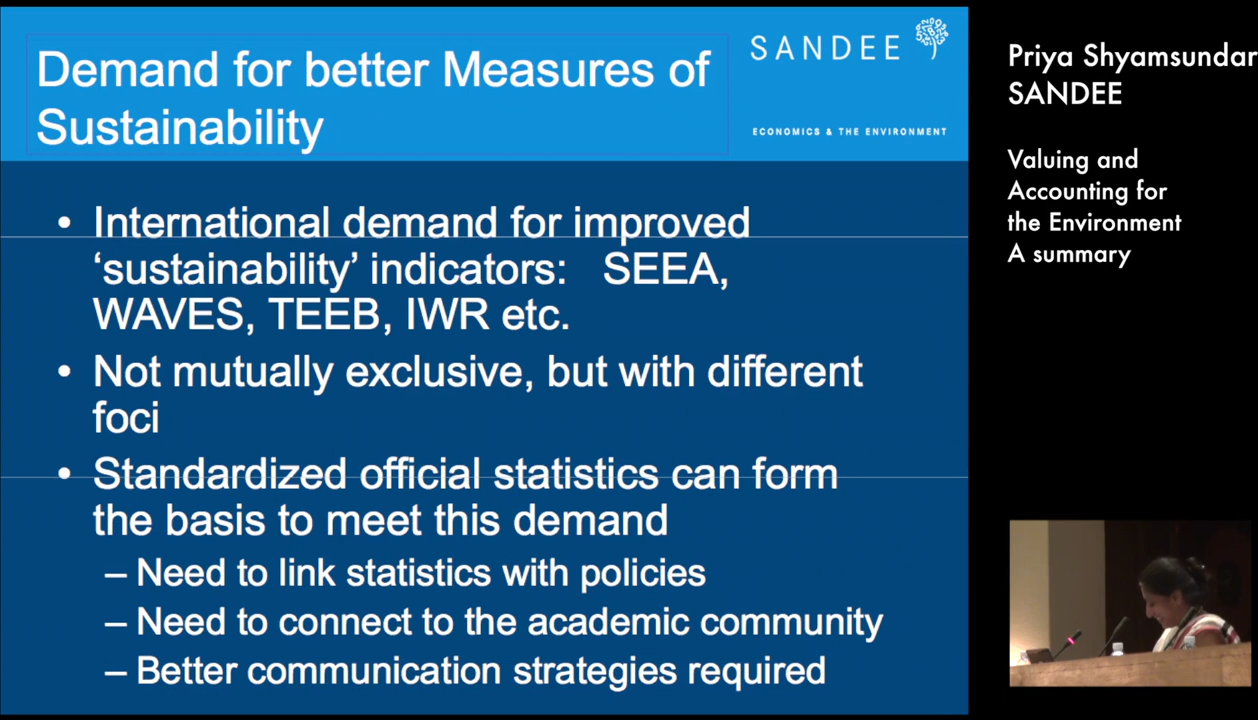 Demand for better Measures of
Sustainability
SANDEE
ECONOMICS & THE ENVIRONMENT
• International demand for improved
‘sustainability’ indicators: SEEA,
WAVES, TEEB, IWR etc.
• Not mutually exclusive, but with different
foci
• Standardized official statistics can form
the basis to meet this demand
– Need to link statistics with policies
– Need to connect to the academic community
– Better communication strategies required
Priya Shyamsundar
SANDEE
Valuing and
Accounting for
the Environment
A summary